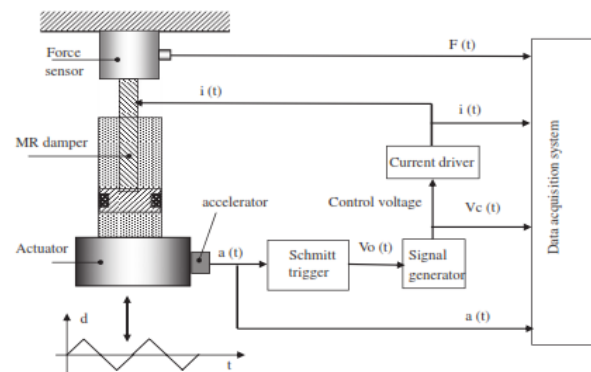 Force
sensor
F (t)
i (t)
i (t)
MR damper
Current driver
Control voltage
Vc (t)
accelerator
Actuator
a (t)
Schmitt
trigger
Vo (t)
Signal
generator
a (t)
d
t
Data acquisition system